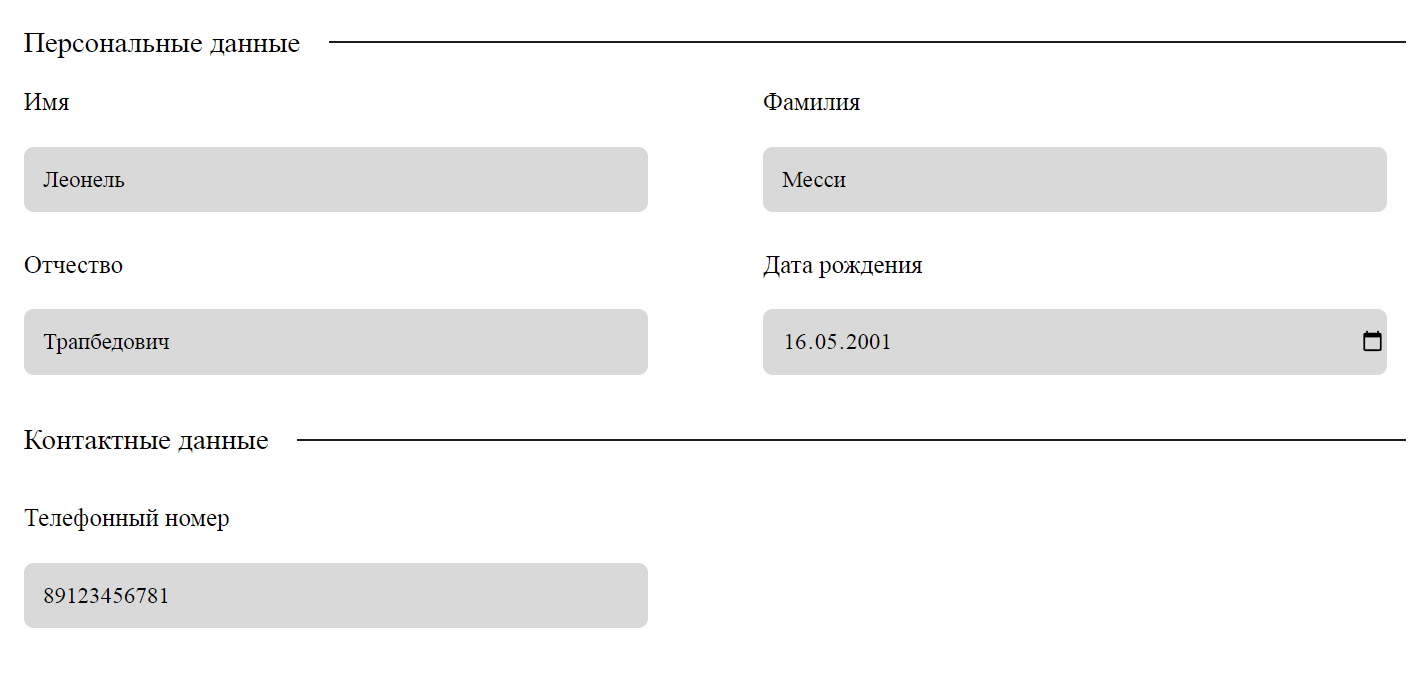 Персональные данные
Имя
Фамилия
Леонель
Месси
Отчество
Дата рождения
Трапбедович
16.05.2001
Контактные данные
Телефонный номер
89123456781